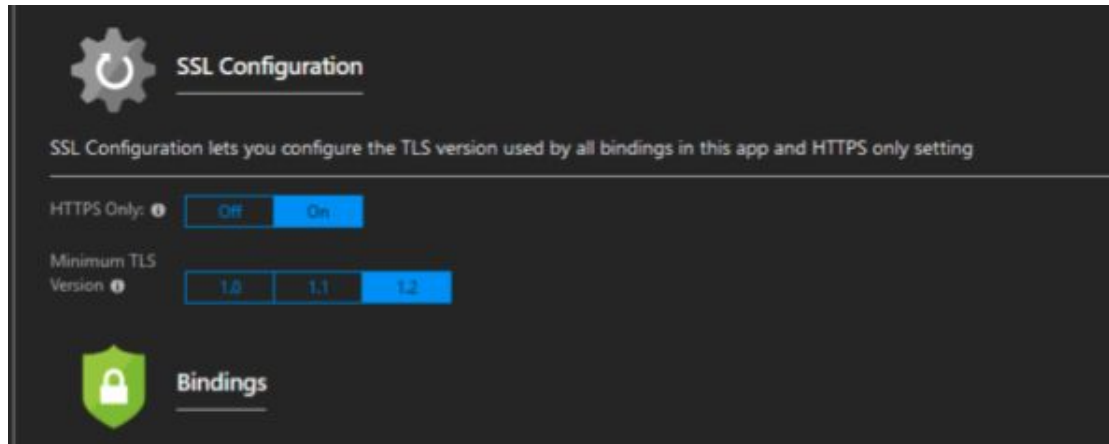 SSL Configuration
SSL Configuration lets you configure the TLS version used by all bindings in this app and HTTPS only setting
HTTPS Only: Off On
Minimum TLS
Version 1.0 1.1 1.2
Bindings